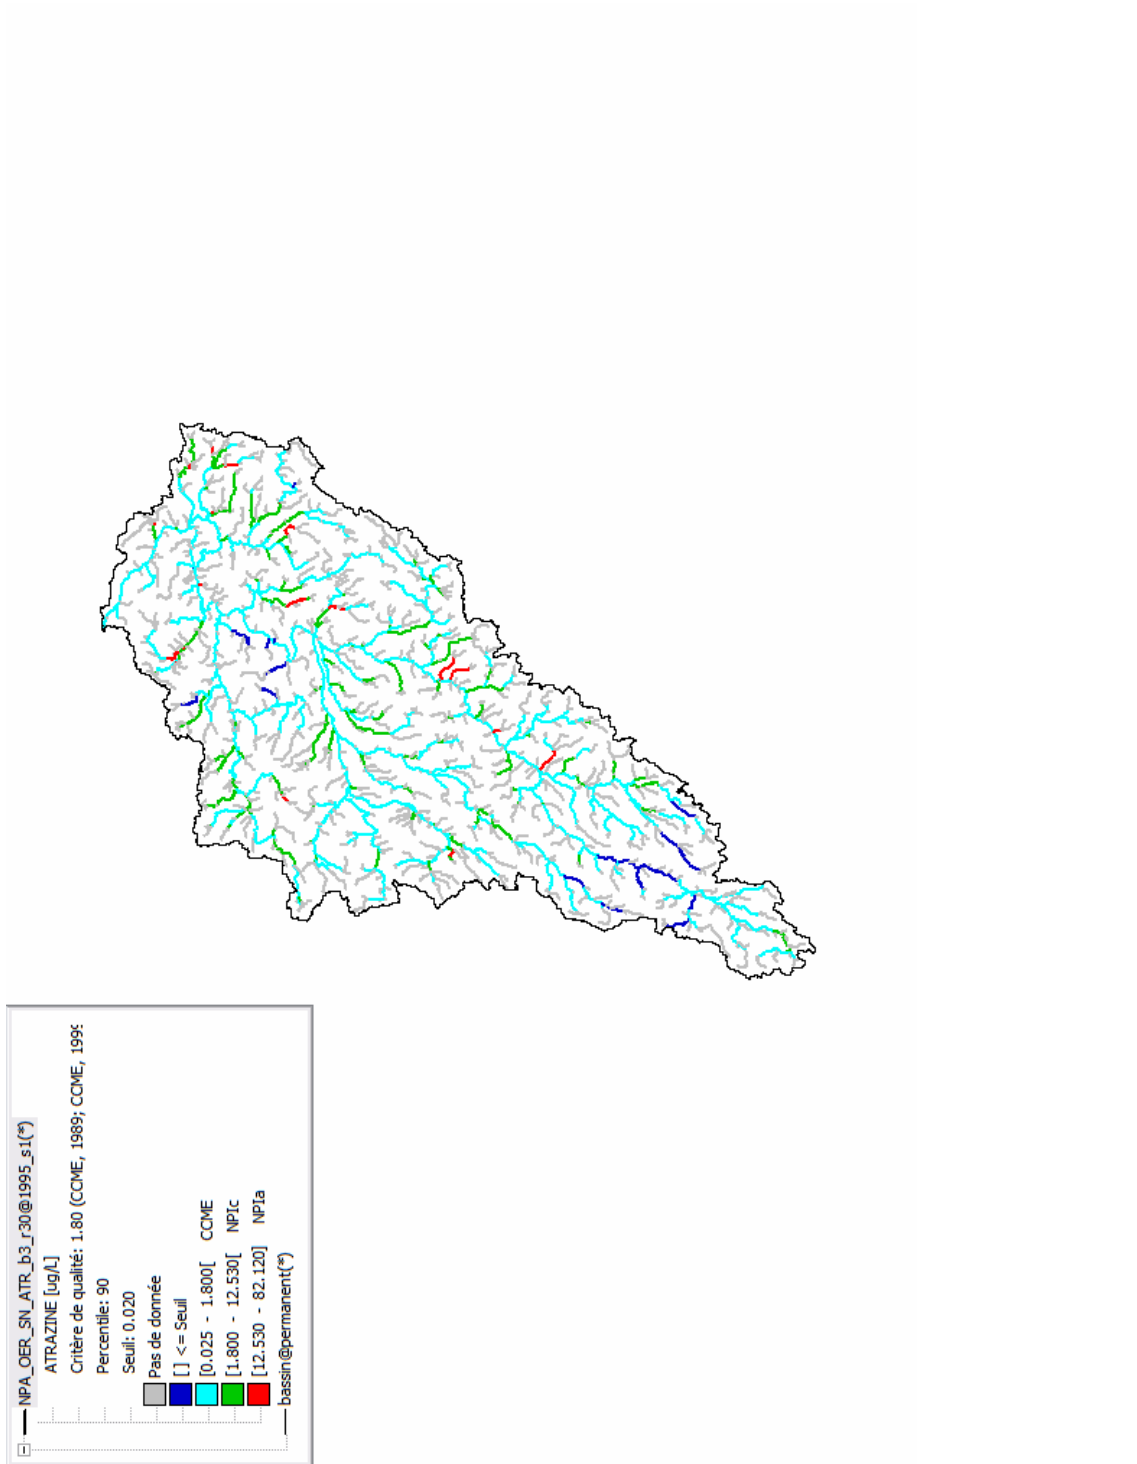 NPA_OER_SN_ATR_b3_r30@1995_s1(*)
ATRAZINE [ug/L]
Critère de qualité: 1.80 (CCME, 1989; CCME, 1999
Percentile: 90
Seuil: 0.020
Pas de donnée
[ ] <= Seuil
[0.025 - 1.800[ CCME
[1.800 - 12.530[ NPIc
[12.530 - 82.120] NPIa
bassin@permanent(*)